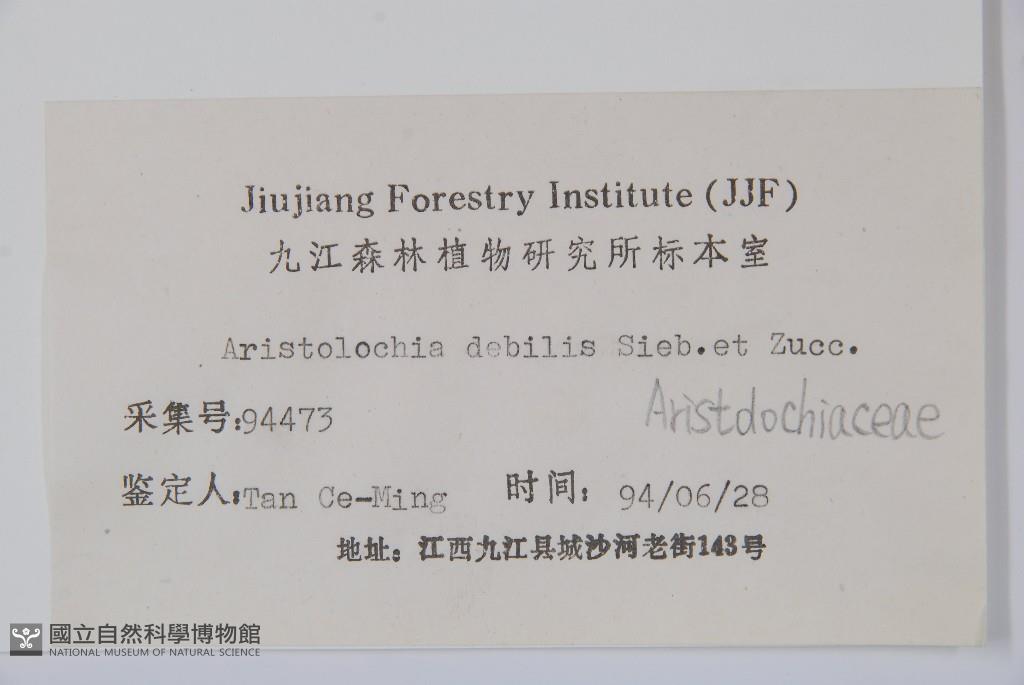 Jiujiang Forestry Institute (JJF)
九江森林植物研究所标本室
Aristolochia debilis Sieb.et Zucc.
采集号:94473
Aristdochiaceae
鉴定人:Tan Ce-Ming 时间: 94/06/28
地址: 江西九江县城沙河老街143号
國立自然科學博物館
NATIONAL MUSEUM OF NATURAL SCIENCE